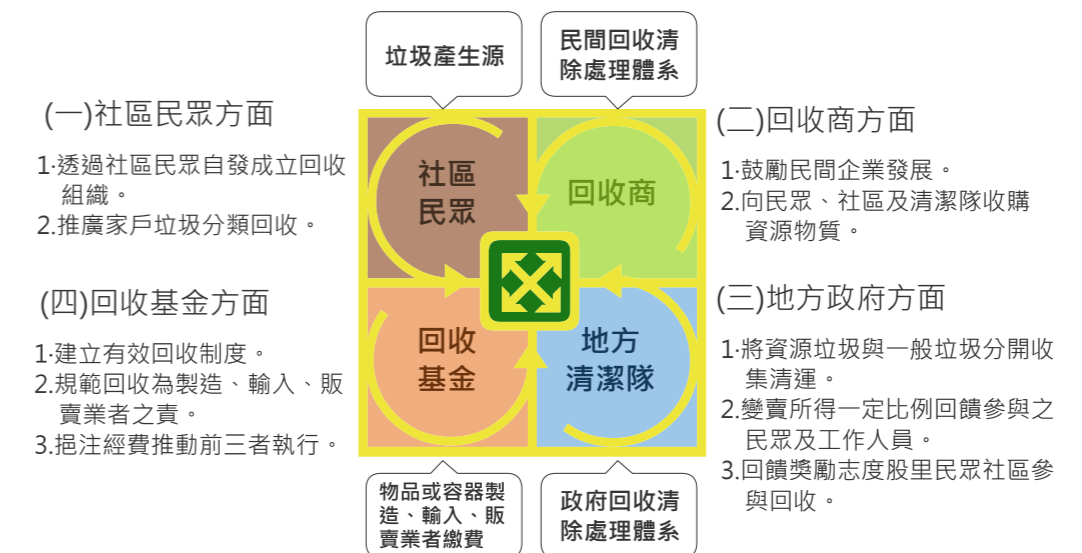 垃圾產生源
民間回收清
除處理體系
(一)社區民眾方面
1.透過社區民眾自發成立回收
組織。
2.推廣家戶垃圾分類回收。
社區
民眾
回收商
(二)回收商方面
1.鼓勵民間企業發展。
2.向民眾、社區及清潔隊收購
資源物質。
(四)回收基金方面
1.建立有效回收制度。
2.規範回收為製造、輸入、販
賣業者之責。
3.挹注經費推動前三者執行。
回收
基金
地方
清潔隊
(三)地方政府方面
1.將資源垃圾與一般垃圾分開收
集清運。
2.變賣所得一定比例回饋參與之
民眾及工作人員。
3.回饋獎勵志度股里民眾社區參
與回收。
物品或容器製
造、輸入、販
賣業者繳費
政府回收清
除處理體系